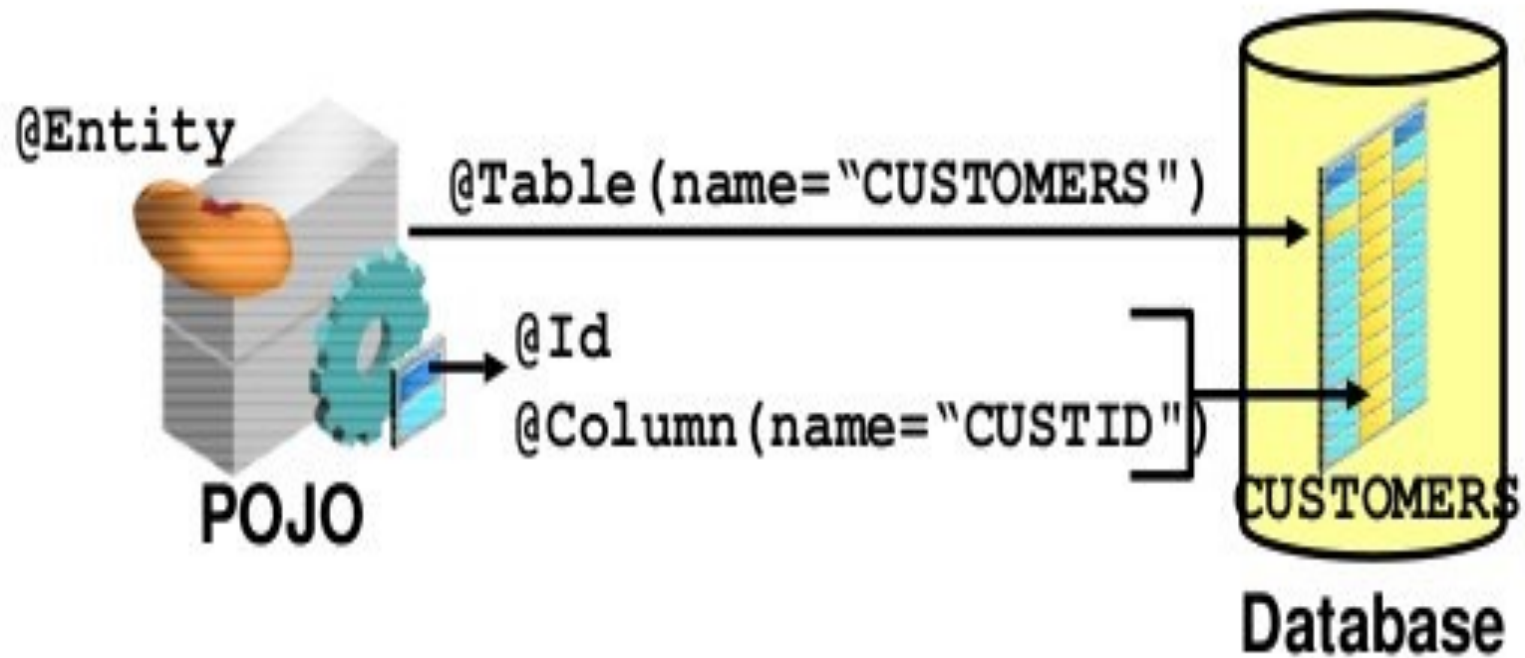 @Entity
@Table(name=“CUSTOMERS")
@Id
@Column(name=“CUSTID")
POJO
CUSTOMERS
Database